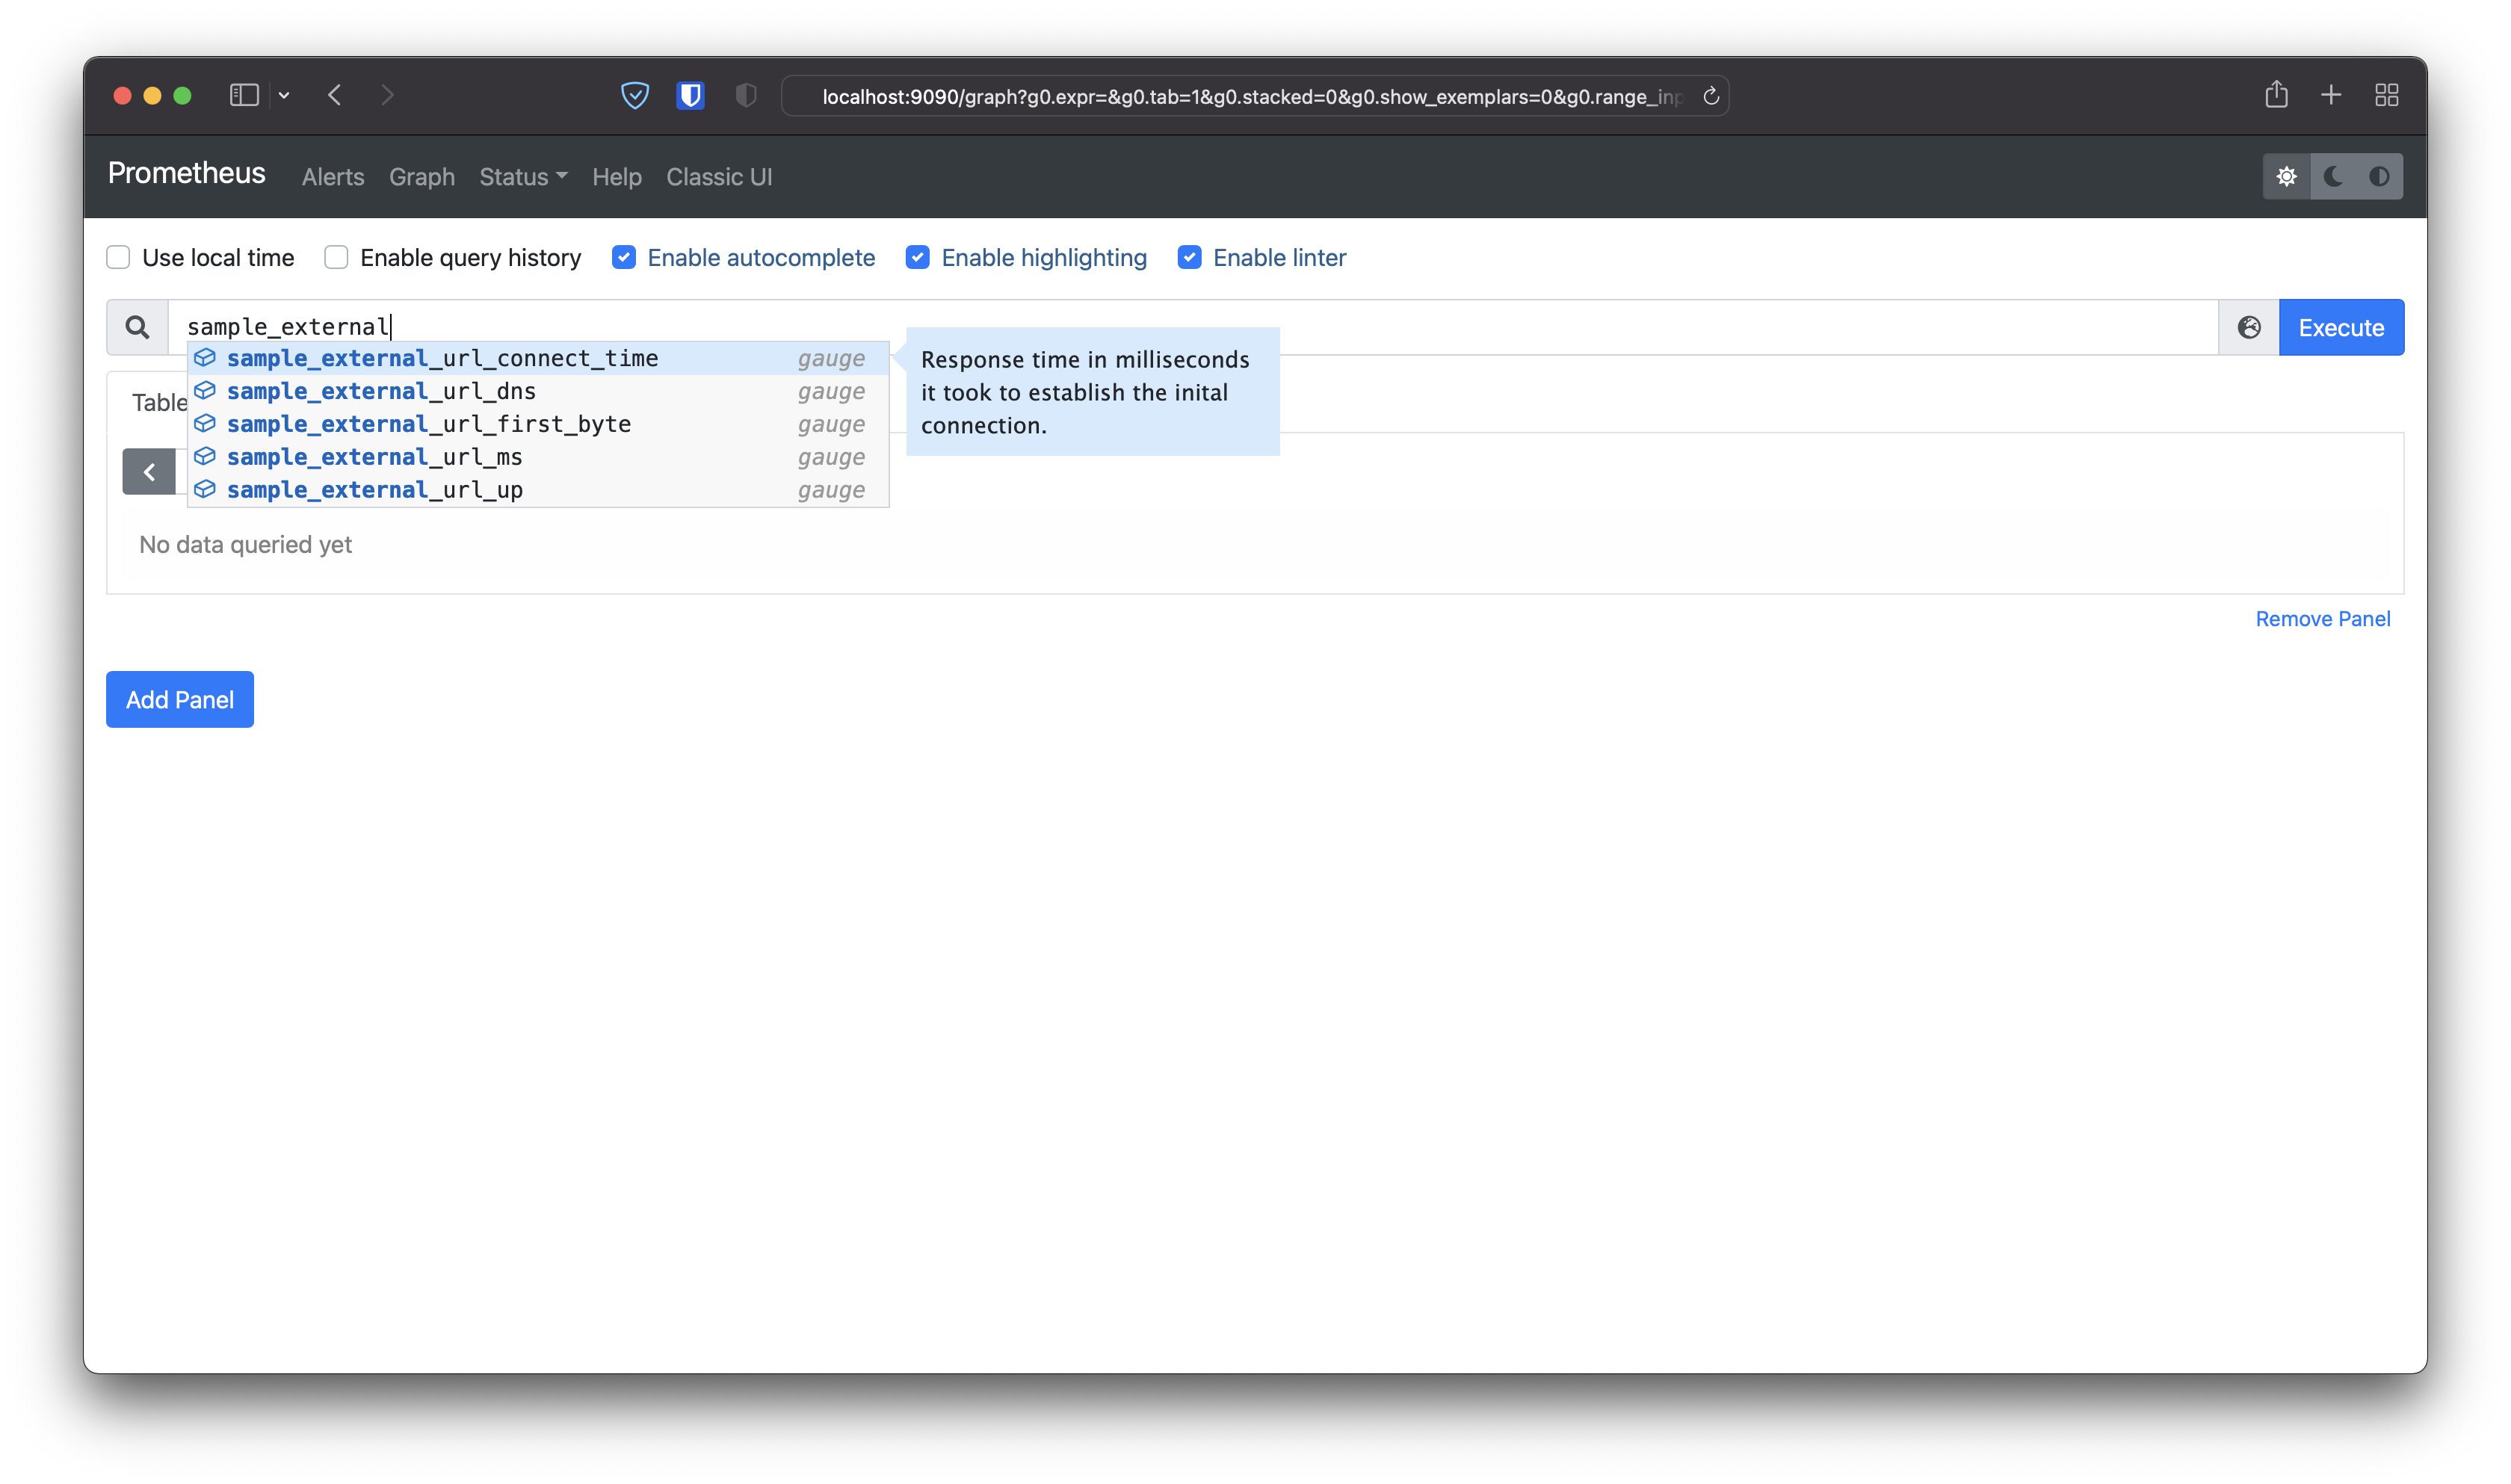 localhost:9090/graph?g0.expr=&g0.tab=1&g0.stacked=0&g0.show_exemplars=0&g0.range_inp
Prometheus Alerts Graph Status Help Classic UI
Use local time Enable query history Enable autocomplete Enable highlighting Enable linter
sample_external Execute
sample_external_url_connect_time gauge
sample_external_url_dns gauge
sample_external_url_first_byte gauge
sample_external_url_ms gauge
sample_external_url_up gauge
Response time in milliseconds
it took to establish the inital
connection.
Table
No data queried yet
Remove Panel
Add Panel